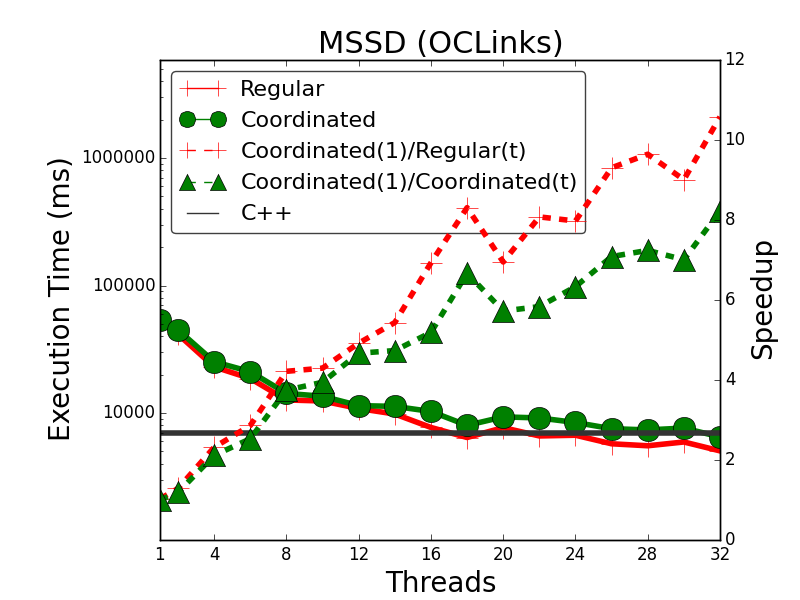 MSSD (OCLinks)
Regular
Coordinated
Coordinated(1)/Regular(t)
Coordinated(1)/Coordinated(t)
C++
Execution Time (ms)
1000000
100000
10000
12
10
8
6
4
2
0
Speedup
1 4 8 12 16 20 24 28 32
Threads